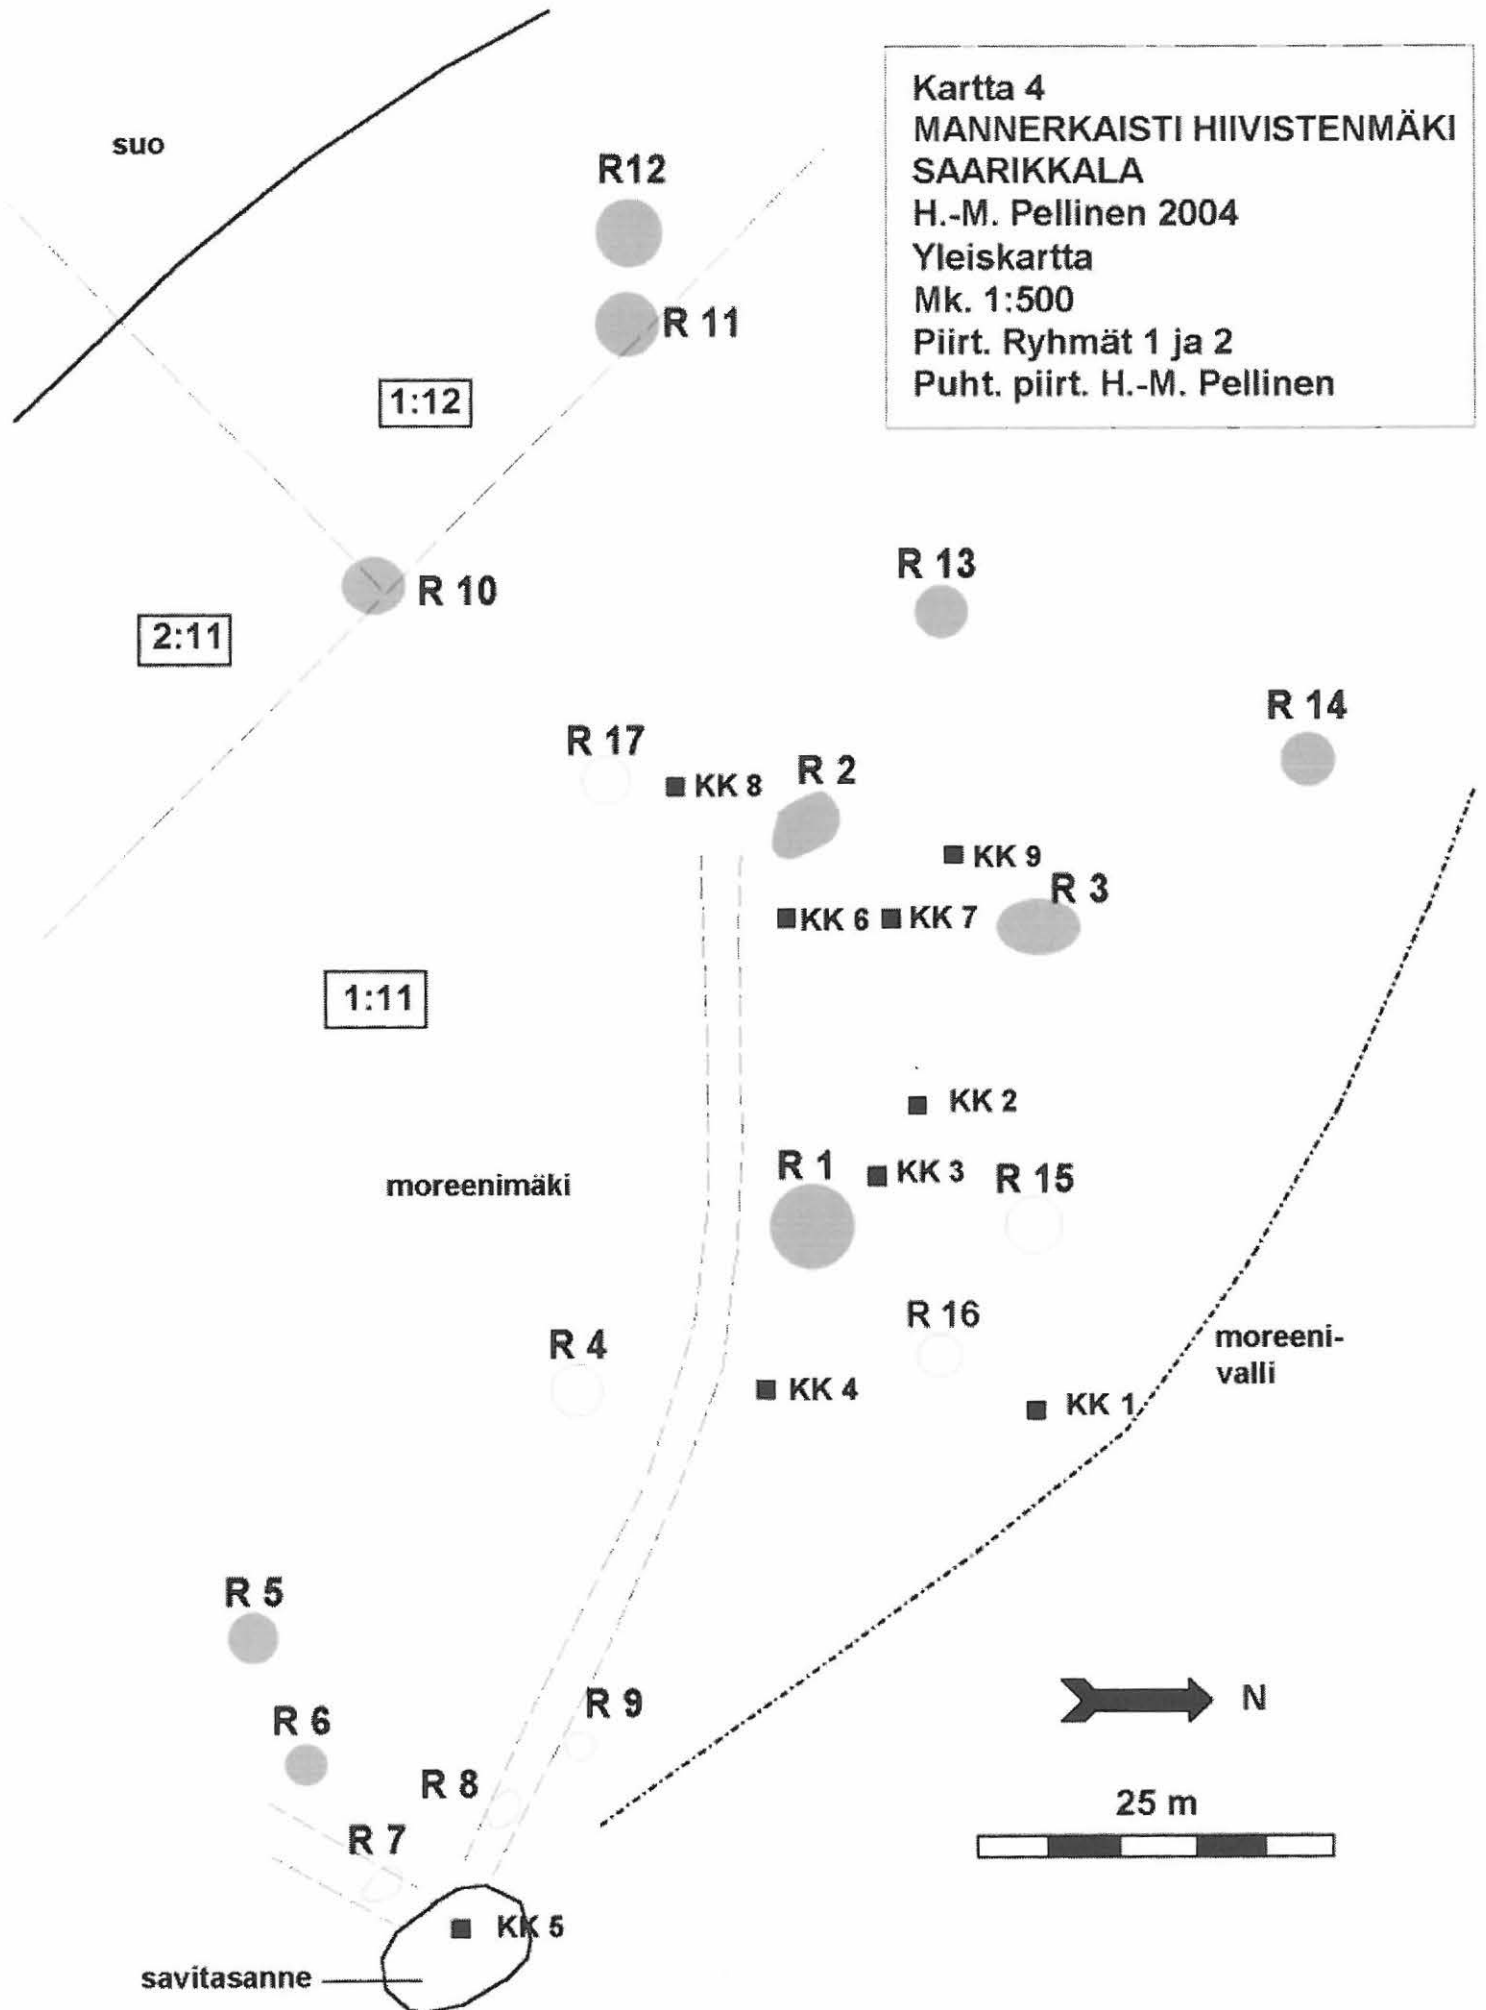 Kartta 4
MANNERKAISTI HIIVISTENMÄKI
SAARIKKALA
H.-M. Pellinen 2004
Yleiskartta
Mk. 1:500
Piirt. Ryhmät 1 ja 2
Puht. piirt. H.-M. Pellinen
suo
R12
R 11
1:12
R 13
R 10
2:11
R 14
R 17
KK 8
R 2
KK 9
R 3
KK 6
KK 7
1:11
KK 2
R 1
KK 3
R 15
moreenimäki
R 16
moreeni-
valli
R 4
KK 4
KK 1
R 5
R 6
R 9
N
R 8
25 m
R 7
KK 5
savitasanne